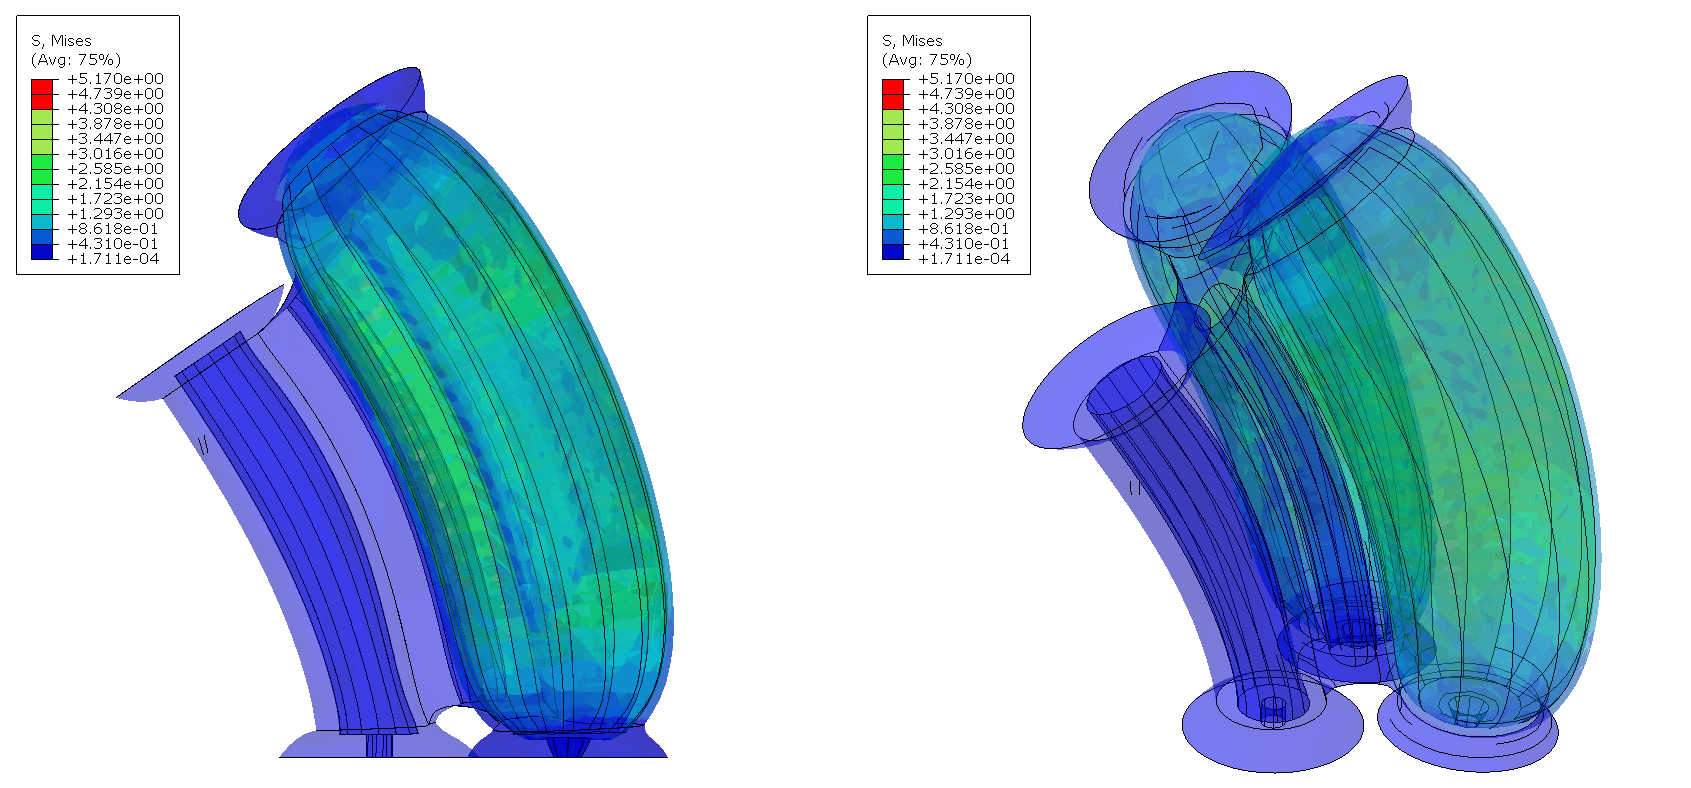 S, Mises
(Avg: 75%)
+5.170e+00
+4.739e+00
+4.308e+00
+3.878e+00
+3.447e+00
+3.016e+00
+2.585e+00
+2.154e+00
+1.723e+00
+1.293e+00
+8.618e-01
+4.310e-01
+1.711e-04
S, Mises
(Avg: 75%)
+5.170e+00
+4.739e+00
+4.308e+00
+3.878e+00
+3.447e+00
+3.016e+00
+2.585e+00
+2.154e+00
+1.723e+00
+1.293e+00
+8.618e-01
+4.310e-01
+1.711e-04